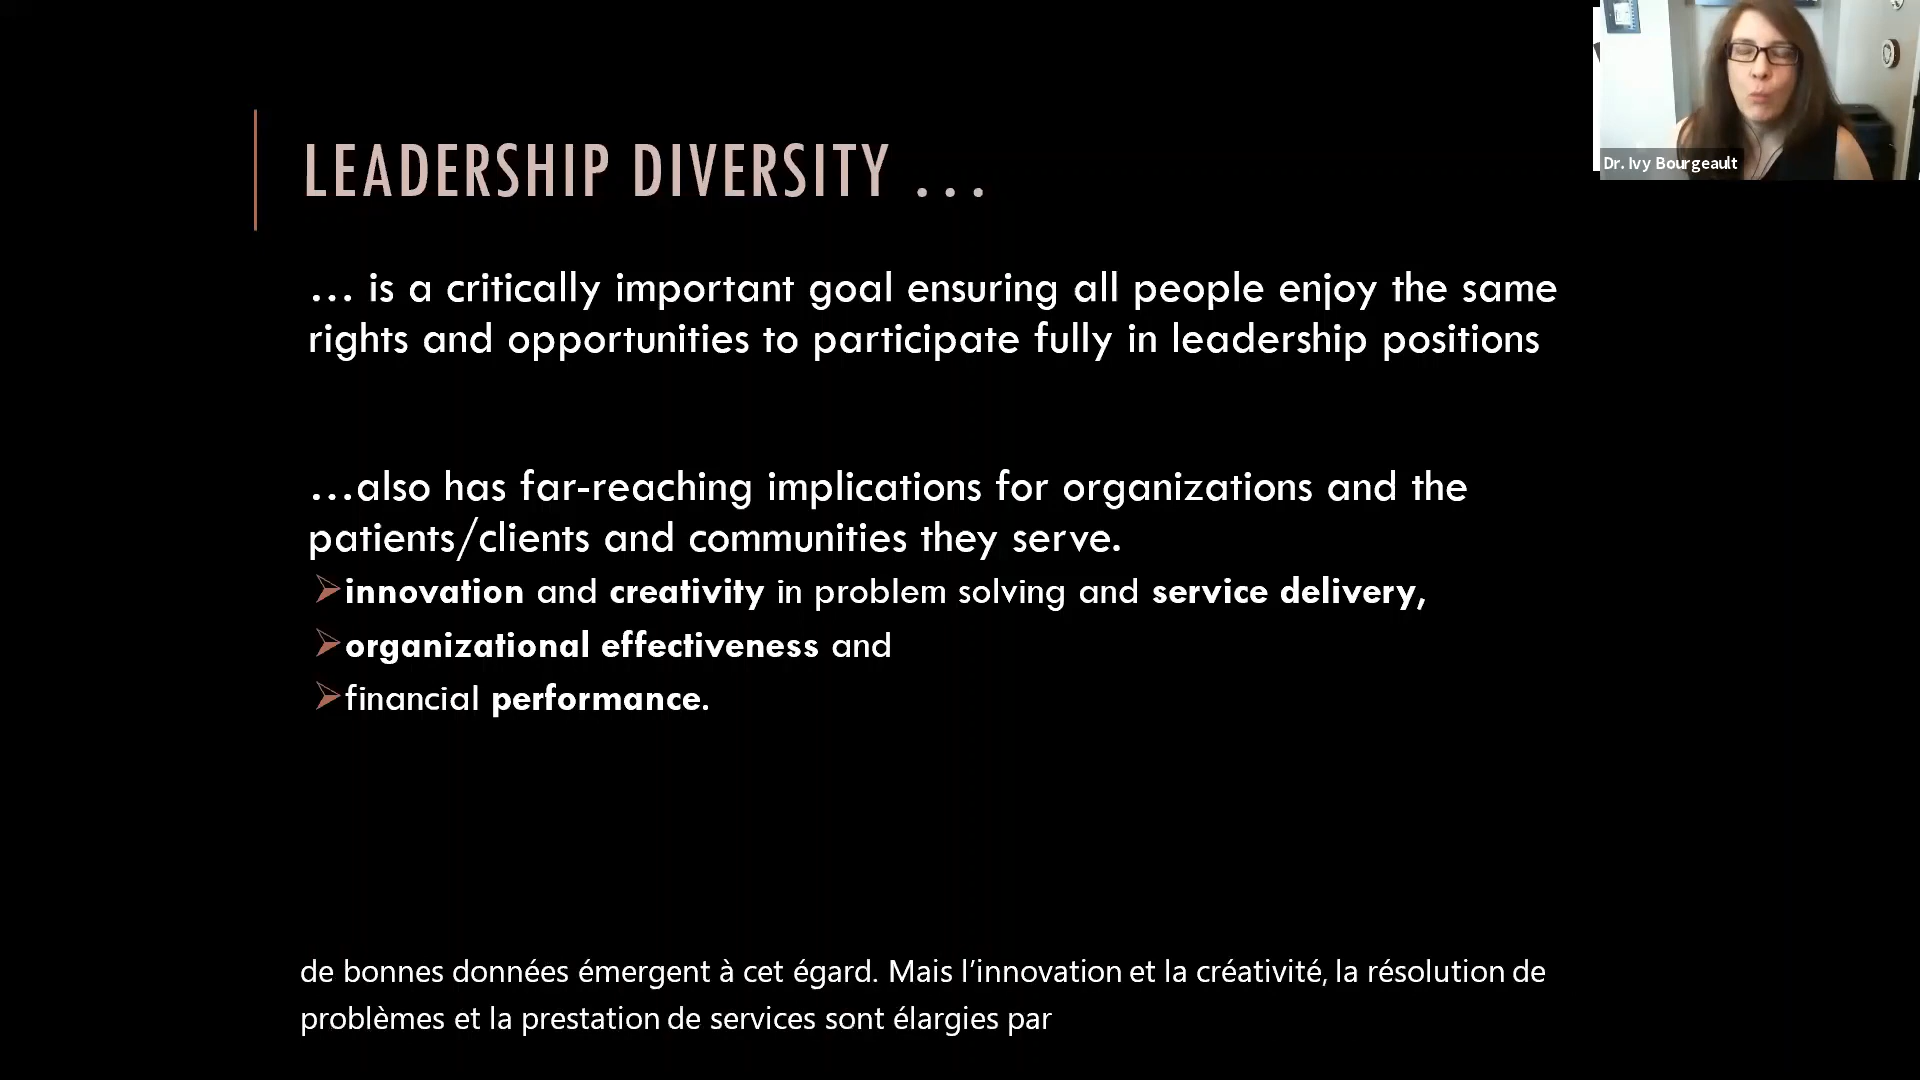 LEADERSHIP DIVERSITY ...
Dr. Ivy Bourgeault
... is a critically important goal ensuring all people enjoy the same
rights and opportunities to participate fully in leadership positions
...also has far-reaching implications for organizations and the
patients/clients and communities they serve.
➢innovation and creativity in problem solving and service delivery,
➢organizational effectiveness and
➢financial performance.
de bonnes données émergent à cet égard. Mais l’innovation et la créativité, la résolution de
problèmes et la prestation de services sont élargies par